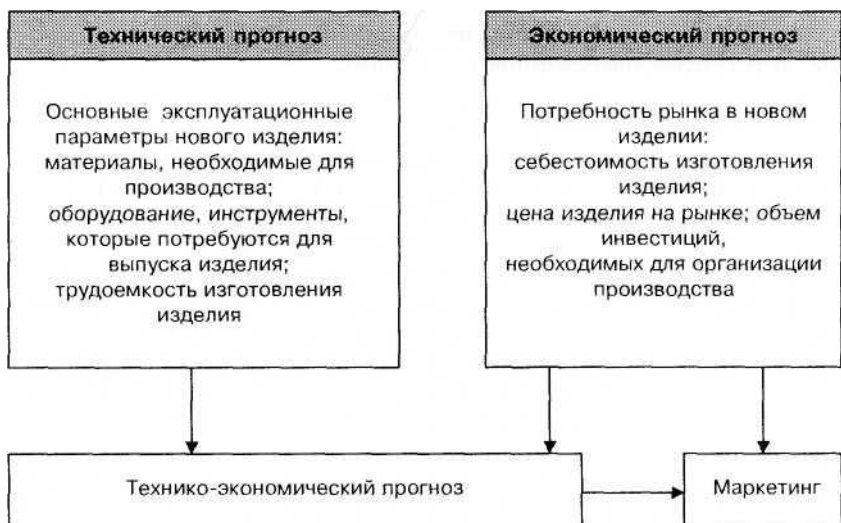 Технический прогноз
Основные эксплуатационные
параметры нового изделия:
материалы, необходимые для
производства;
оборудование, инструменты,
которые потребуются для
выпуска изделия;
трудоемкость изготовления
изделия
Экономический прогноз
Потребность рынка в новом
изделии:
себестоимость изготовления
изделия;
цена изделия на рынке; объем
инвестиций,
необходимых для организации
производства
Технико-экономический прогноз
Маркетинг